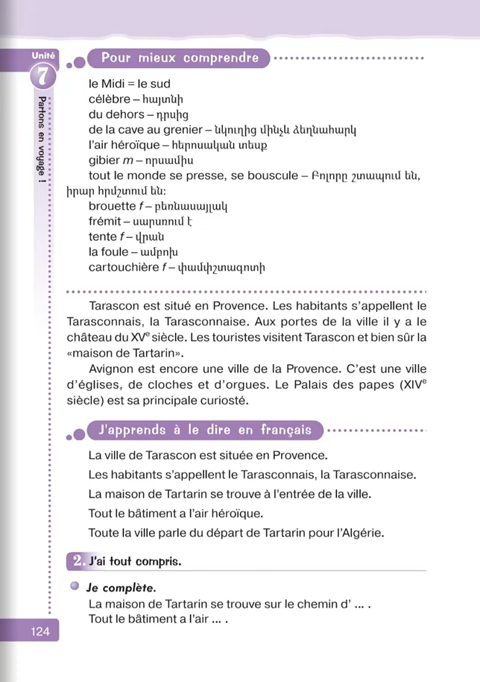 Unité
7
Partons en voyage !
Pour mieux comprendre
le Midi = le sud
célèbre – հայտնի
du dehors – դրսից
de la cave au grenier – նկուղից մինչև ձեղնահարկ
l'air héroïque – հերոսական տեսք
gibier m – որսամիս
tout le monde se presse, se bouscule – Բոլորը շտապում են,
իրար հրմշտում են:
brouette f – բեռնասայլակ
frémit – սարսռում է
tente f – վրան
la foule – ամբոխ
cartouchière f – փամփշտազոտի
Tarascon est situé en Provence. Les habitants s'appellent le
Tarasconnais, la Tarasconnaise. Aux portes de la ville il y a le
château du XVe siècle. Les touristes visitent Tarascon et bien sûr la
«maison de Tartarin».
Avignon est encore une ville de la Provence. C'est une ville
d'églises, de cloches et d'orgues. Le Palais des papes (XIVe
siècle) est sa principale curiosté.
J'apprends à le dire en français
La ville de Tarascon est située en Provence.
Les habitants s'appellent le Tarasconnais, la Tarasconnaise.
La maison de Tartarin se trouve à l'entrée de la ville.
Tout le bâtiment a l'air héroïque.
Toute la ville parle du départ de Tartarin pour l'Algérie.
2. J'ai tout compris.
Je complète.
La maison de Tartarin se trouve sur le chemin d' ... .
Tout le bâtiment a l'air ... .
124